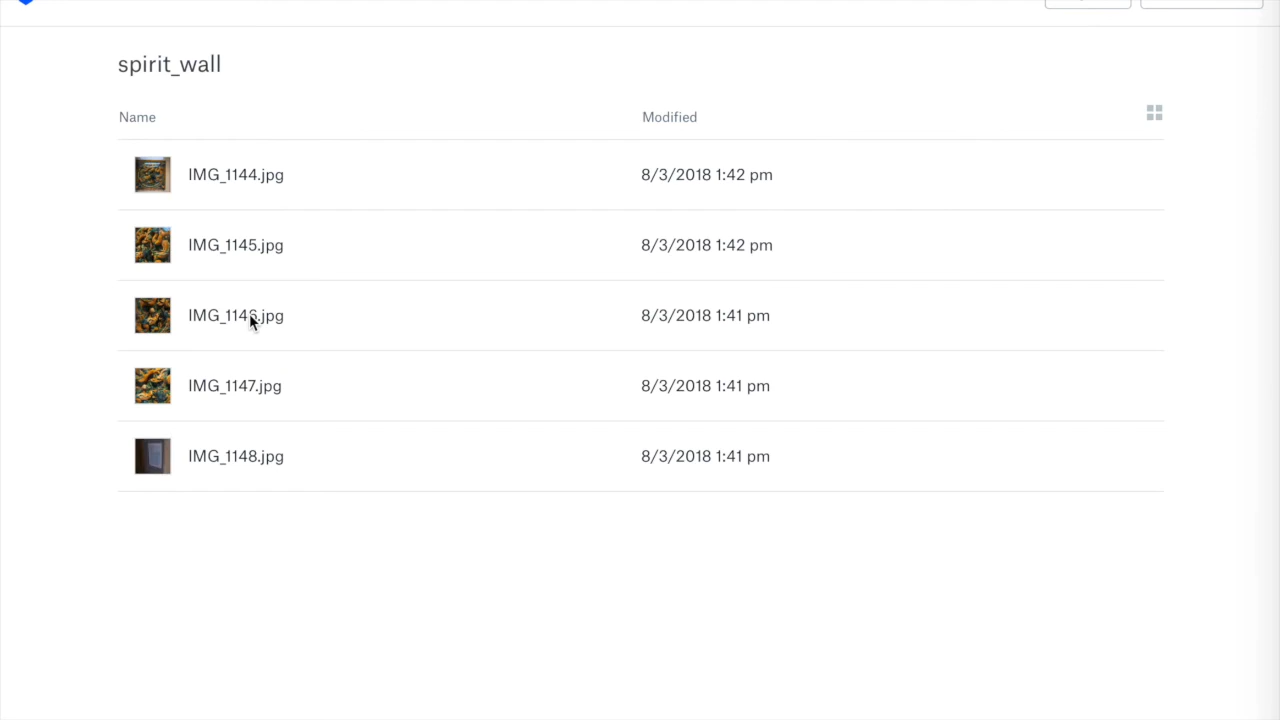 spirit_wall
Name Modified
IMG_1144.jpg 8/3/2018 1:42 pm
IMG_1145.jpg 8/3/2018 1:42 pm
IMG_1146.jpg 8/3/2018 1:41 pm
IMG_1147.jpg 8/3/2018 1:41 pm
IMG_1148.jpg 8/3/2018 1:41 pm